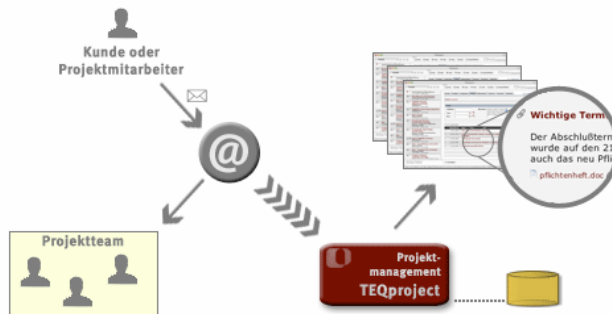 Kunde oder
Projektmitarbeiter
@
Wichtige Term
Der Abschlußtern
wurde auf den 21
auch das neu Pfli
pflichtenheft.doc
Projektteam
Projekt-
management
TEQproject